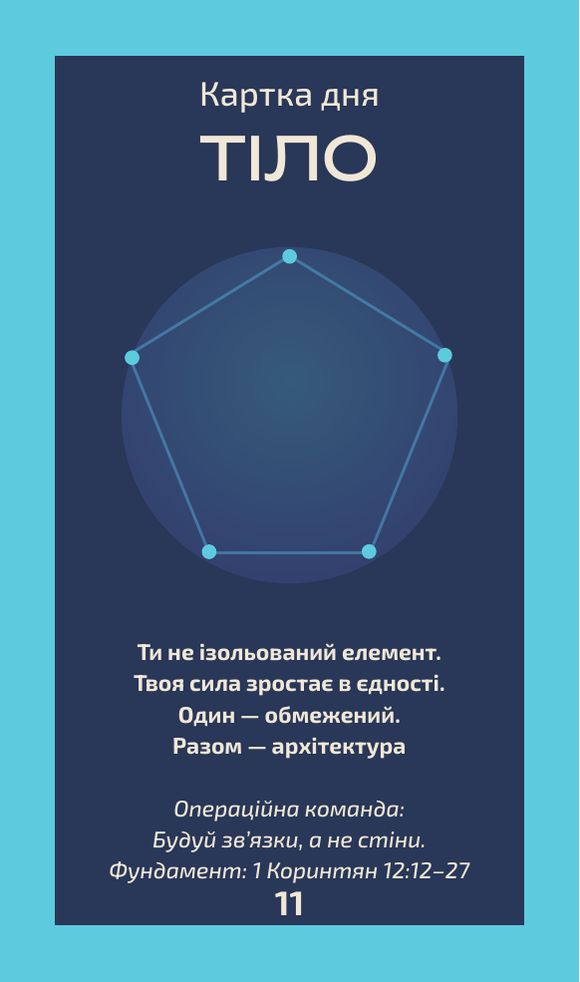 Картка дня
ТІЛО
Ти не ізольований елемент.
Твоя сила зростає в єдності.
Один — обмежений.
Разом — архітектура
Операційна команда:
Будуй зв’язки, а не стіни.
Фундамент: 1 Коринтян 12:12–27
11